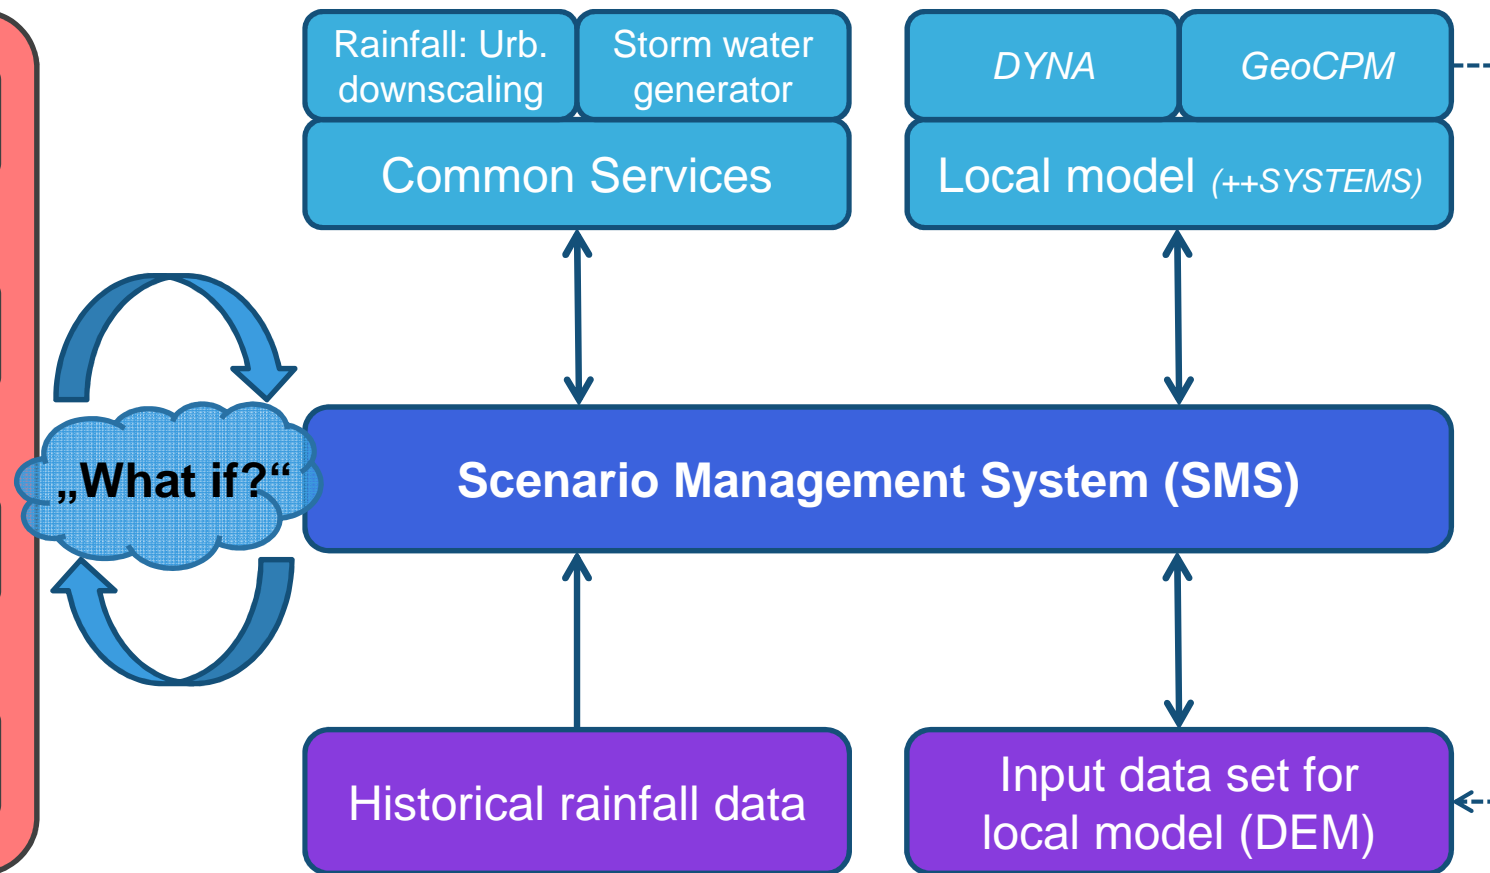 Rainfall: Urb.
downscaling
Storm water
generator
Common Services
DYNA
GeoCPM
Local model (++SYSTEMS)
„What if?“
Scenario Management System (SMS)
Historical rainfall data
Input data set for
local model (DEM)